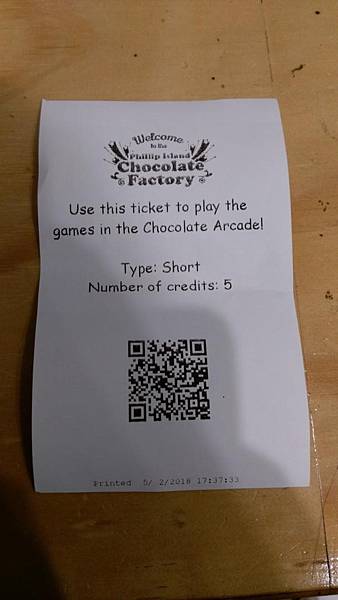 Welcome
to the
Phillip Island
Chocolate
Factory
Use this ticket to play the
games in the Chocolate Arcade!
Type: Short
Number of credits: 5
Printed 5/ 2/2018 17:37:33